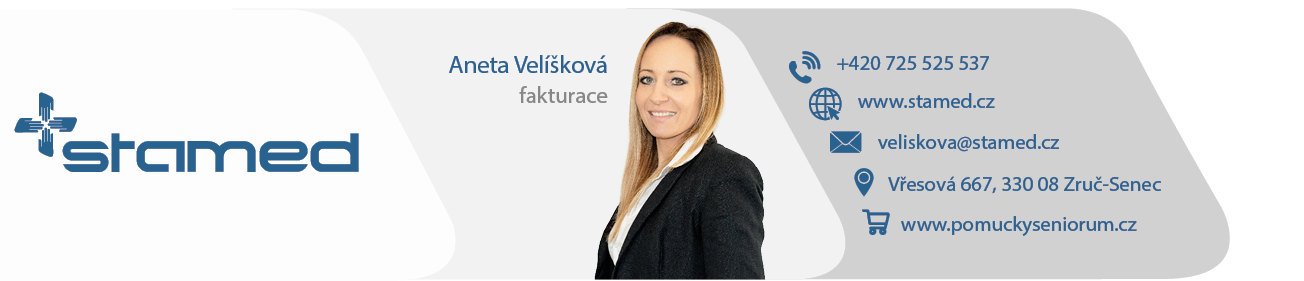 stamed
Aneta Velíšková
fakturace
+420 725 525 537
www.stamed.cz
veliskova@stamed.cz
Vřesová 667, 330 08 Zruč-Senec
www.pomuckyseniorum.cz